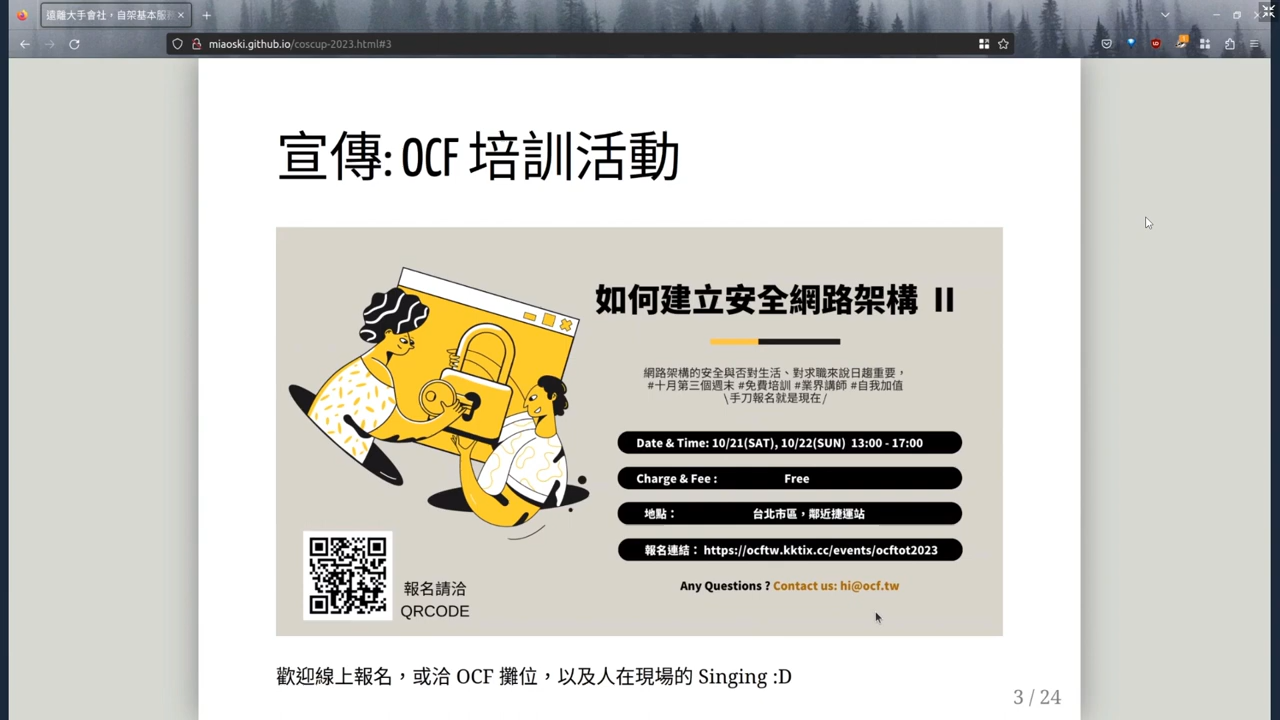 遠離大手會社，自架基本服務
miaoski.github.io/coscup-2023.html#3
宣傳: OCF 培訓活動
如何建立安全網路架構 II
網路架構的安全與否對生活、對求職來說日趨重要，
#十月第三個週末 #免費培訓 #業界講師 #自我加值
\手刀報名就是現在/
Date & Time: 10/21(SAT), 10/22(SUN) 13:00 - 17:00
Charge & Fee : Free
地點： 台北市區，鄰近捷運站
報名連結： https://ocftw.kktix.cc/events/ocftot2023
Any Questions ? Contact us: hi@ocf.tw
報名請洽
QRCODE
歡迎線上報名，或洽 OCF 攤位，以及人在現場的 Singing :D
3 / 24